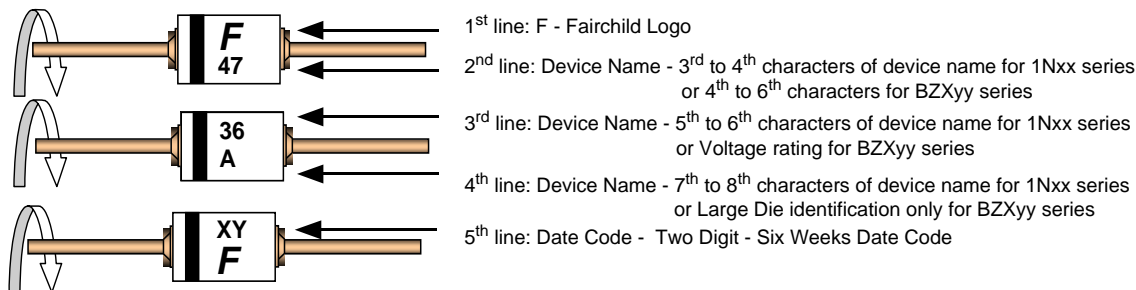 F
47
36
A
XY
F
1st line: F - Fairchild Logo
2nd line: Device Name - 3rd to 4th characters of device name for 1Nxx series
or 4th to 6th characters for BZXyy series
3rd line: Device Name - 5th to 6th characters of device name for 1Nxx series
or Voltage rating for BZXyy series
4th line: Device Name - 7th to 8th characters of device name for 1Nxx series
or Large Die identification only for BZXyy series
5th line: Date Code - Two Digit - Six Weeks Date Code